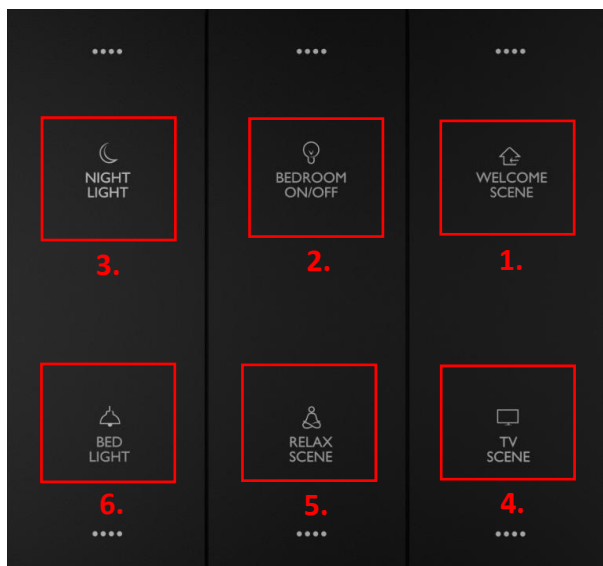 NIGHT
LIGHT
3.
BEDROOM
ON/OFF
2.
WELCOME
SCENE
1.
BED
LIGHT
6.
RELAX
SCENE
5.
TV
SCENE
4.